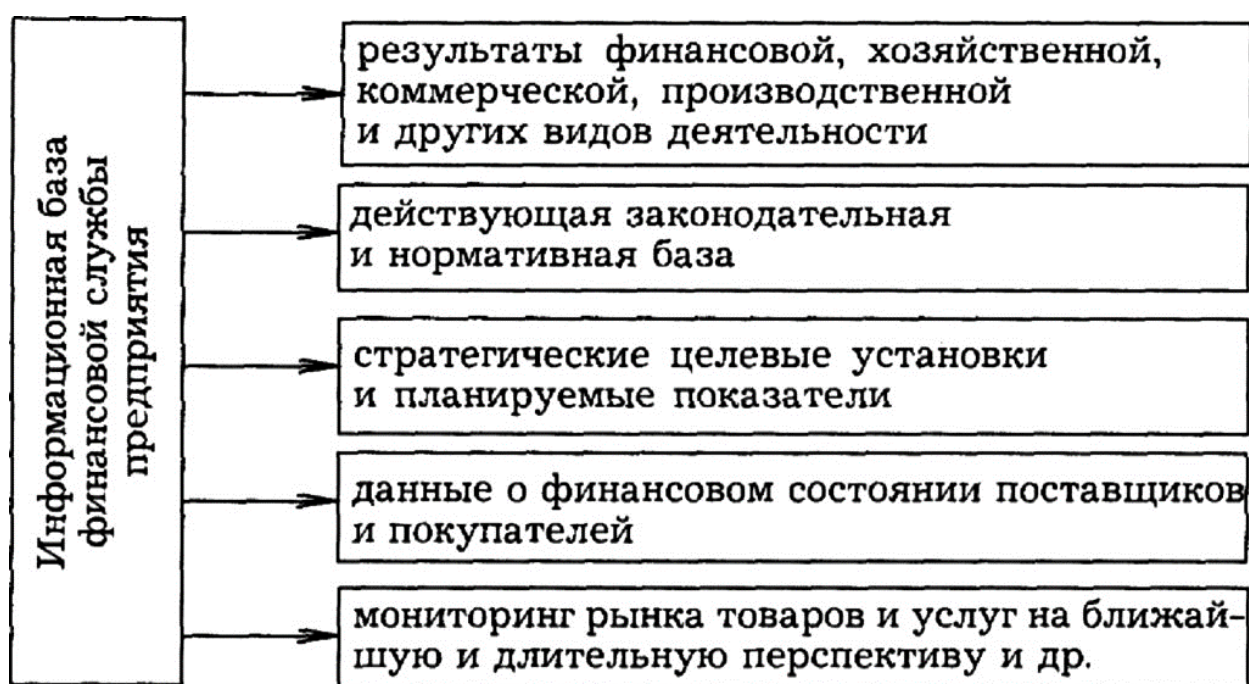 Информационная база
финансовой службы
предприятия
результаты финансовой, хозяйственной,
коммерческой, производственной
и других видов деятельности
действующая законодательная
и нормативная база
стратегические целевые установки
и планируемые показатели
данные о финансовом состоянии поставщиков
и покупателей
мониторинг рынка товаров и услуг на ближай-
шую и длительную перспективу и др.